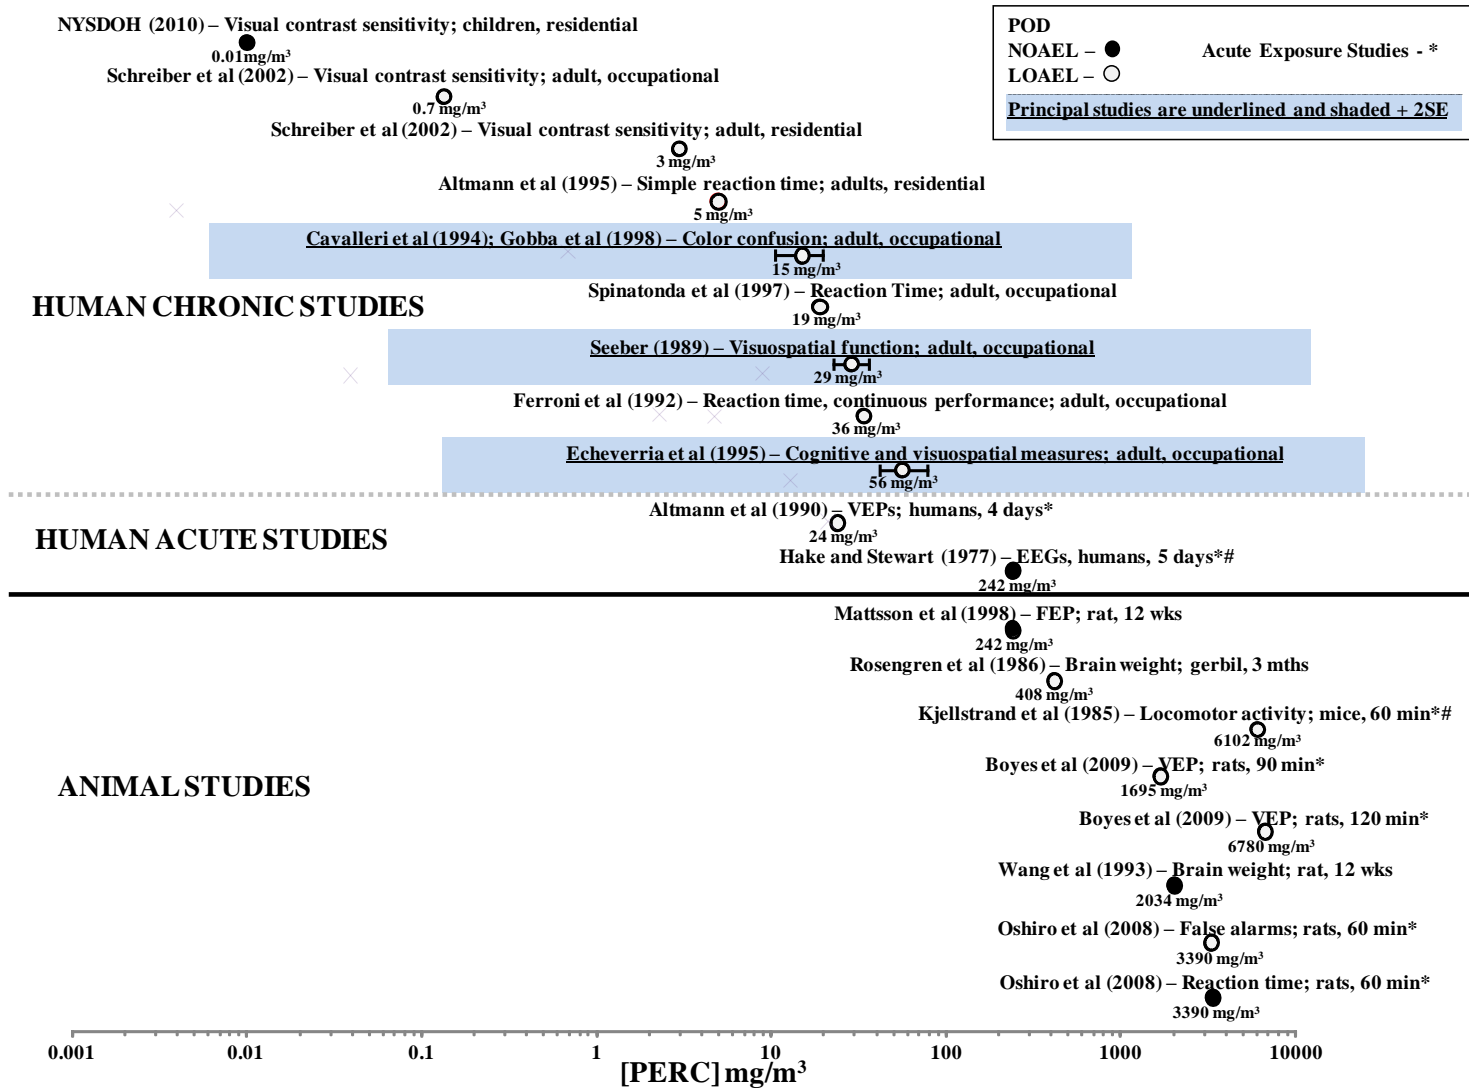 NYSDOH (2010) – Visual contrast sensitivity; children, residential
0.01mg/m³
Schreiber et al (2002) – Visual contrast sensitivity; adult, occupational
0.7 mg/m³
Schreiber et al (2002) – Visual contrast sensitivity; adult, residential
3 mg/m³
Altmann et al (1995) – Simple reaction time; adults, residential
5 mg/m³
POD
NOAEL –
Acute Exposure Studies - *
LOAEL –
Principal studies are underlined and shaded + 2SE
Cavalleri et al (1994); Gobba et al (1998) – Color confusion; adult, occupational
15 mg/m³
HUMAN CHRONIC STUDIES
Spinatonda et al (1997) – Reaction Time; adult, occupational
19 mg/m³
Seeber (1989) – Visuospatial function; adult, occupational
29 mg/m³
Ferroni et al (1992) – Reaction time, continuous performance; adult, occupational
36 mg/m³
Echeverria et al (1995) – Cognitive and visuospatial measures; adult, occupational
56 mg/m³
HUMAN ACUTE STUDIES
Altmann et al (1990) – VEPs; humans, 4 days*
24 mg/m³
Hake and Stewart (1977) – EEGs, humans, 5 days*#
242 mg/m³
ANIMAL STUDIES
Mattsson et al (1998) – FEP; rat, 12 wks
242 mg/m³
Rosengren et al (1986) – Brain weight; gerbil, 3 mths
408 mg/m³
Kjellstrand et al (1985) – Locomotor activity; mice, 60 min*#
6102 mg/m³
Boyes et al (2009) – VEP; rats, 90 min*
1695 mg/m³
Boyes et al (2009) – VEP; rats, 120 min*
6780 mg/m³
Wang et al (1993) – Brain weight; rat, 12 wks
2034 mg/m³
Oshiro et al (2008) – False alarms; rats, 60 min*
3390 mg/m³
Oshiro et al (2008) – Reaction time; rats, 60 min*
3390 mg/m³
0.001 0.01 0.1 1 10 100 1000 10000
[PERC] mg/m³